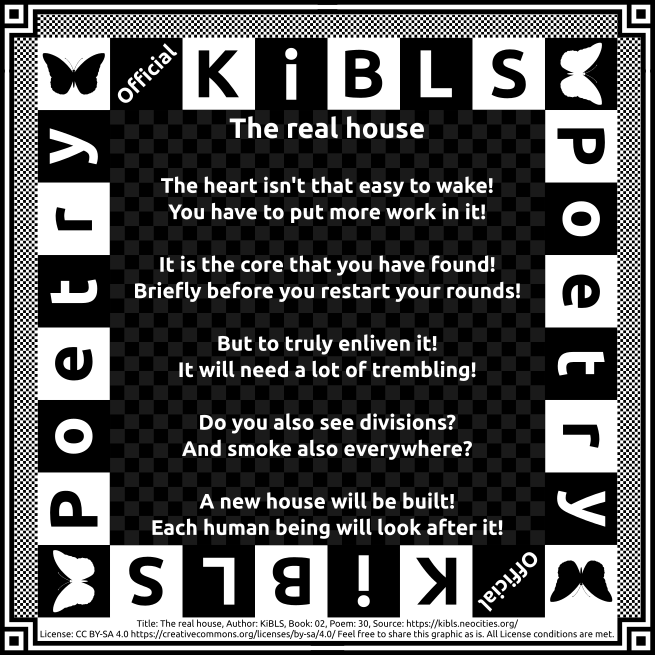 Official KiBLS
Poetry
The real house
The heart isn't that easy to wake!
You have to put more work in it!
It is the core that you have found!
Briefly before you restart your rounds!
But to truly enliven it!
It will need a lot of trembling!
Do you also see divisions?
And smoke also everywhere?
A new house will be built!
Each human being will look after it!
Poetry
Official KiBLS
Title: The real house, Author: KiBLS, Book: 02, Poem: 30, Source: https://kibls.neocities.org/
License: CC BY-SA 4.0 https://creativecommons.org/licenses/by-sa/4.0/ Feel free to share this graphic as is. All License conditions are met.